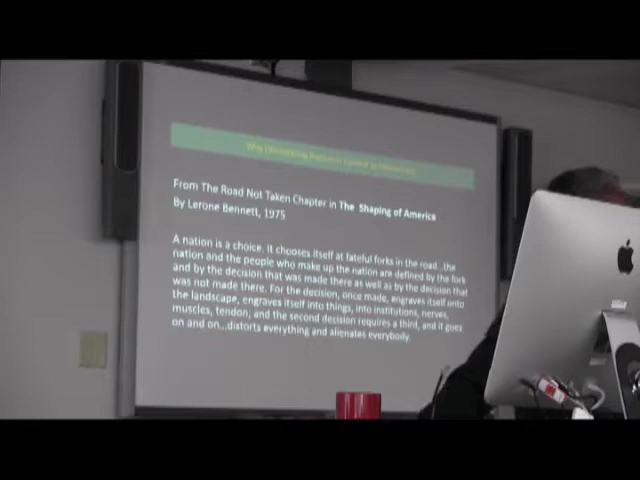 Why
From The Road Not Taken Chapter in The Shaping of America
By Lerone Bennett, 1975
A nation is a choice. It chooses itself at fateful forks in the road...the
nation and the people who make up the nation are defined by the fork
and by the decision that was made there as well as by the decision that
was not made there. For the decision, once made, engraves itself onto
the landscape, engraves itself into things, into institutions, nerves,
muscles, tendon; and the second decision requires a third, and it goes
on and on...distorts everything and alienates everybody.